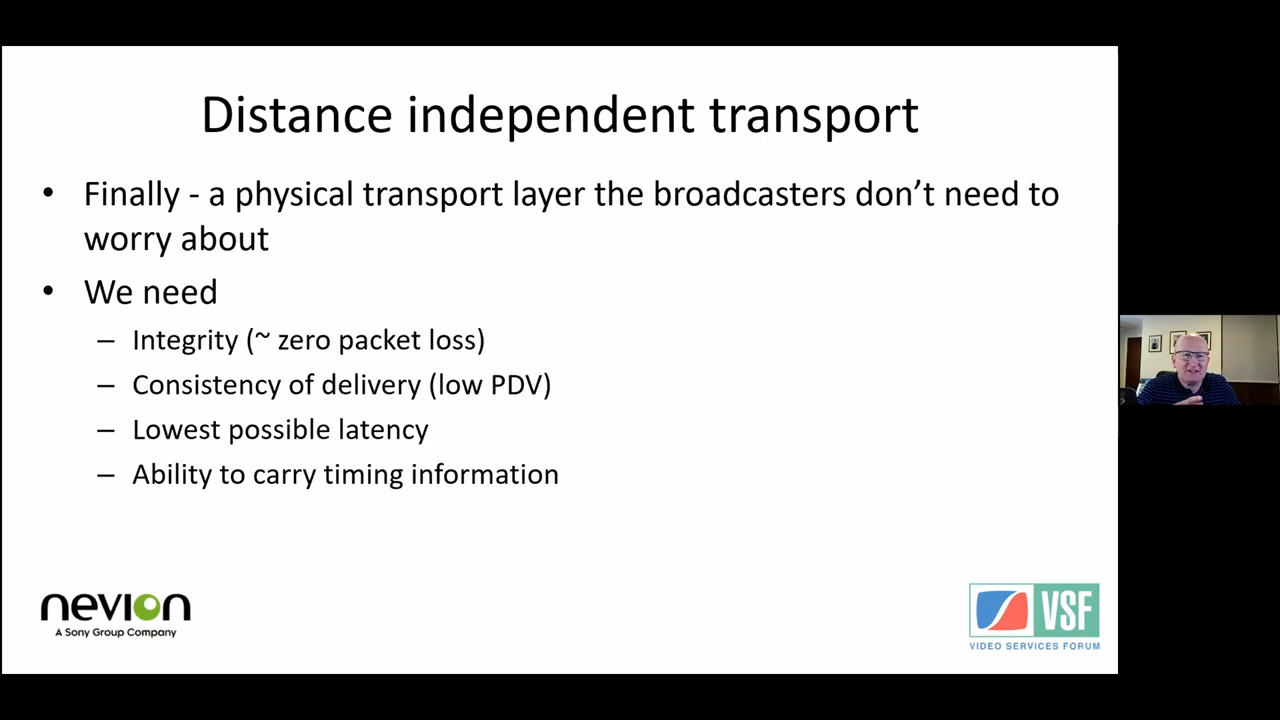 Distance independent transport
• Finally - a physical transport layer the broadcasters don’t need to
worry about
• We need
– Integrity (~ zero packet loss)
– Consistency of delivery (low PDV)
– Lowest possible latency
– Ability to carry timing information
nevion
A Sony Group Company
VSF
VIDEO SERVICES FORUM